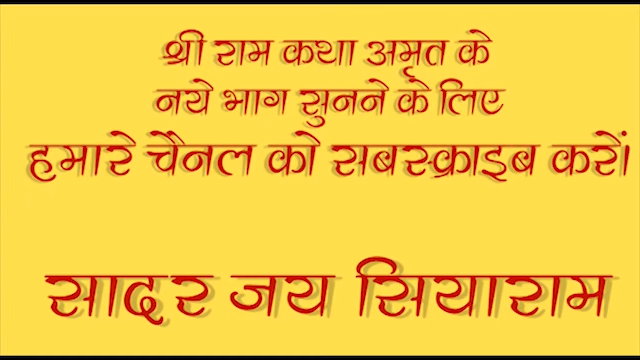 श्री राम कथा अमृत के
नये भाग सुनने के लिए
हमारे चैनल को सबस्क्राइब करों।
सादर जय सियाराम